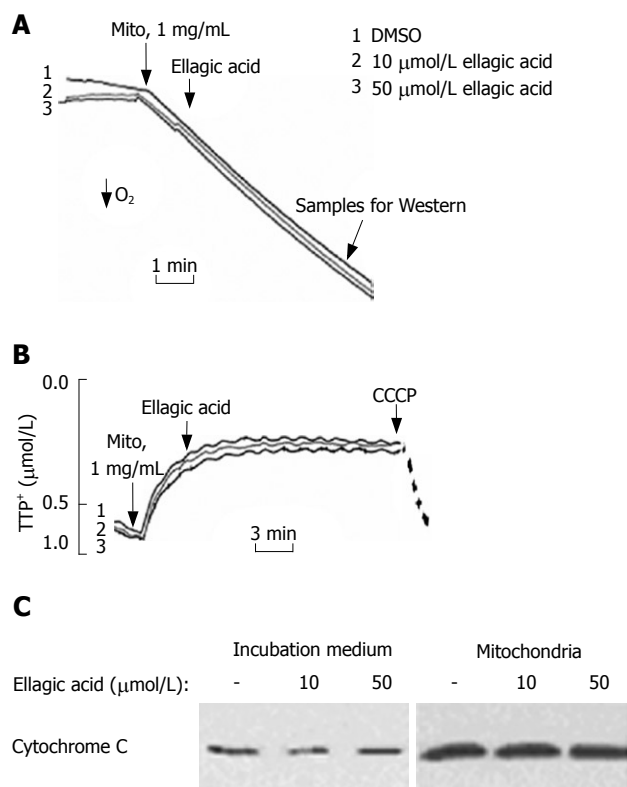 A
Mito, 1 mg/mL
Ellagic acid
1 DMSO
2 10 μmol/L ellagic acid
3 50 μmol/L ellagic acid
1
2
3
O₂
Samples for Western
1 min
B
0.0
Ellagic acid
CCCP
Mito,
1 mg/mL
TTP⁺ (μmol/L)
0.5
1
2
1.0
3
3 min
C
Incubation medium Mitochondria
Ellagic acid (μmol/L): - 10 50 - 10 50
Cytochrome C